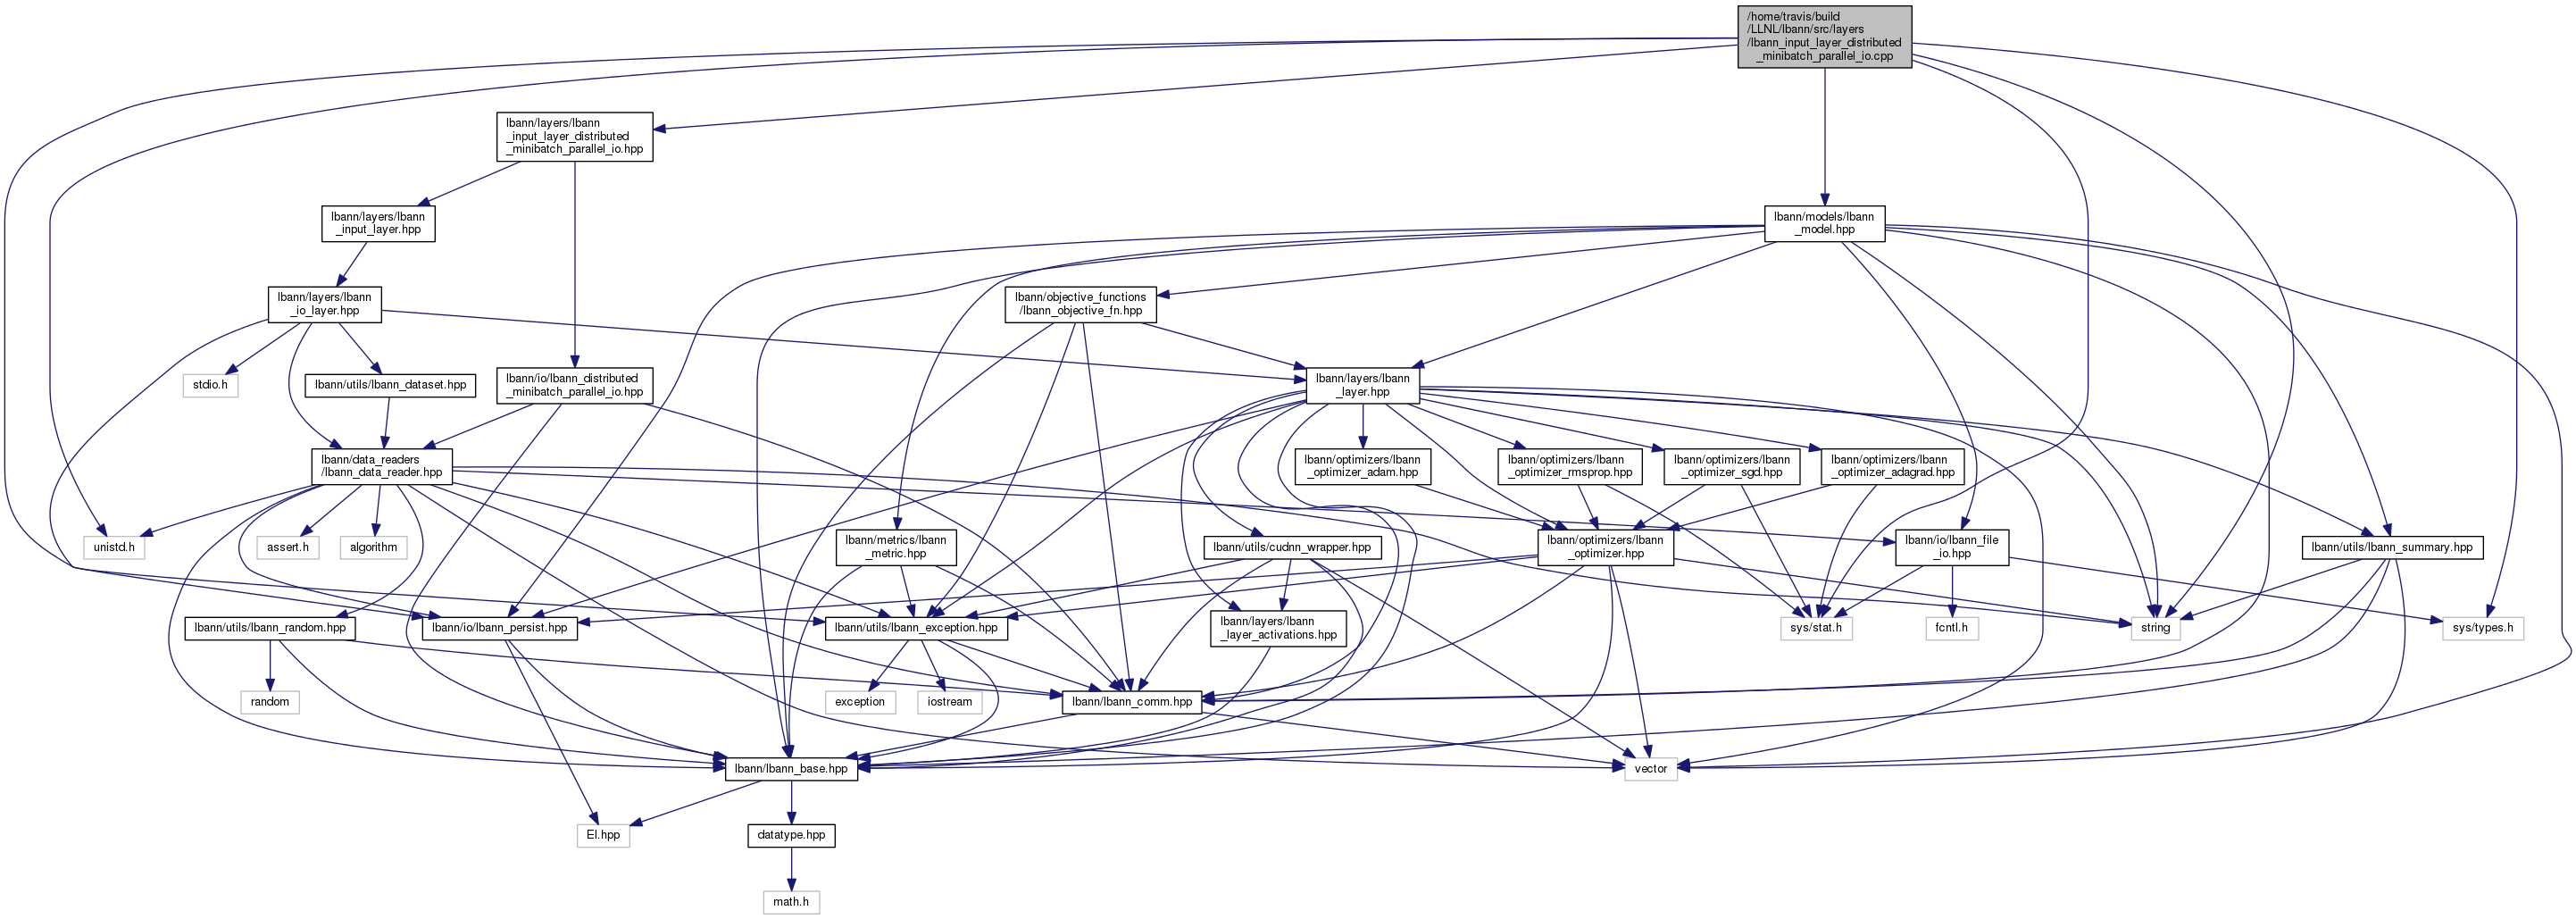 /home/travis/build
/LLNL/lbann/src/layers
/lbann_input_layer_distributed
_minibatch_parallel_io.cpp
lbann/layers/lbann
_input_layer_distributed
_minibatch_parallel_io.hpp
lbann/layers/lbann
_input_layer.hpp
lbann/models/lbann
_model.hpp
lbann/layers/lbann
_io_layer.hpp
lbann/objective_functions
/lbann_objective_fn.hpp
stdio.h
lbann/utils/lbann_dataset.hpp
lbann/io/lbann_distributed
_minibatch_parallel_io.hpp
lbann/layers/lbann
_layer.hpp
lbann/data_readers
/lbann_data_reader.hpp
lbann/optimizers/lbann
_optimizer_adam.hpp
lbann/optimizers/lbann
_optimizer_rmsprop.hpp
lbann/optimizers/lbann
_optimizer_sgd.hpp
lbann/optimizers/lbann
_optimizer_adagrad.hpp
unistd.h
assert.h
algorithm
lbann/metrics/lbann
_metric.hpp
lbann/utils/cudnn_wrapper.hpp
lbann/optimizers/lbann
_optimizer.hpp
lbann/io/lbann_file
_io.hpp
lbann/utils/lbann_summary.hpp
lbann/utils/lbann_random.hpp
lbann/io/lbann_persist.hpp
lbann/utils/lbann_exception.hpp
lbann/layers/lbann
_layer_activations.hpp
sys/stat.h
fcntl.h
string
sys/types.h
random
exception
iostream
lbann/lbann_comm.hpp
lbann/lbann_base.hpp
vector
El.hpp
datatype.hpp
math.h